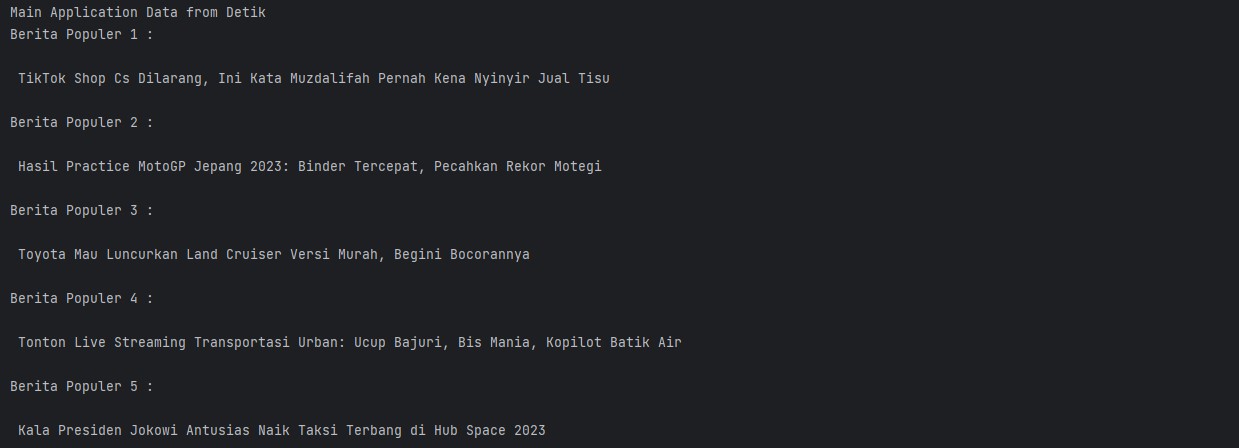 Main Application Data from Detik
Berita Populer 1 :
TikTok Shop Cs Dilarang, Ini Kata Muzdalifah Pernah Kena Nyinyir Jual Tisu
Berita Populer 2 :
Hasil Practice MotoGP Jepang 2023: Binder Tercepat, Pecahkan Rekor Motegi
Berita Populer 3 :
Toyota Mau Luncurkan Land Cruiser Versi Murah, Begini Bocorannya
Berita Populer 4 :
Tonton Live Streaming Transportasi Urban: Ucup Bajuri, Bis Mania, Kopilot Batik Air
Berita Populer 5 :
Kala Presiden Jokowi Antusias Naik Taksi Terbang di Hub Space 2023